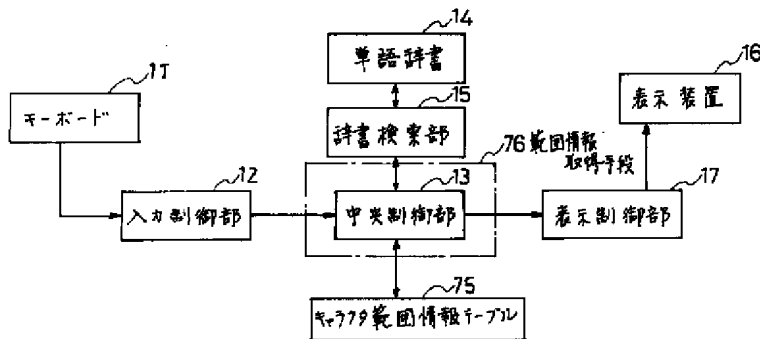 14
単語辞書
11
キーボード
15
辞書検索部
16
表示装置
76 範囲情報
取得手段
12
入力制御部
13
中央制御部
17
表示制御部
75
キャラクタ範囲情報テーブル